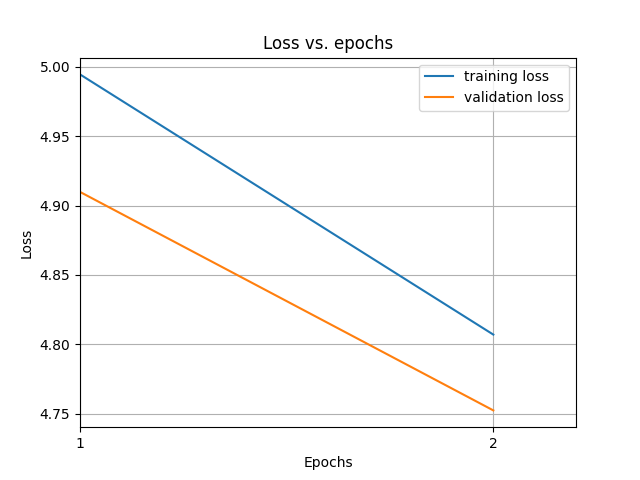 Loss vs. epochs
training loss
validation loss
5.00
4.95
4.90
4.85
4.80
4.75
Loss
1
2
Epochs